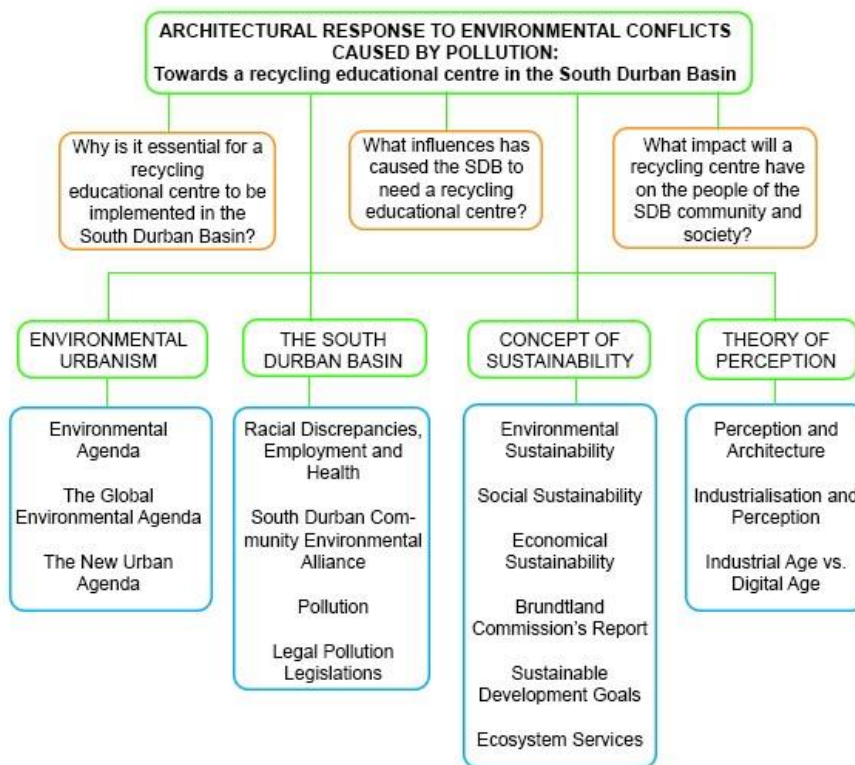 ARCHITECTURAL RESPONSE TO ENVIRONMENTAL CONFLICTS
CAUSED BY POLLUTION:
Towards a recycling educational centre in the South Durban Basin
Why is it essential for a
recycling
educational centre to be
implemented in the
South Durban Basin?
What influences has
caused the SDB to
need a recycling
educational centre?
What impact will a
recycling centre have
on the people of the
SDB community and
society?
ENVIRONMENTAL
URBANISM
Environmental
Agenda
The Global
Environmental Agenda
The New Urban
Agenda
THE SOUTH
DURBAN BASIN
Racial Discrepancies,
Employment and
Health
South Durban Com-
munity Environmental
Alliance
Pollution
Legal Pollution
Legislations
CONCEPT OF
SUSTAINABILITY
Environmental
Sustainability
Social Sustainability
Economical
Sustainability
Brundtland
Commission's Report
Sustainable
Development Goals
Ecosystem Services
THEORY OF
PERCEPTION
Perception and
Architecture
Industrialisation and
Perception
Industrial Age vs.
Digital Age